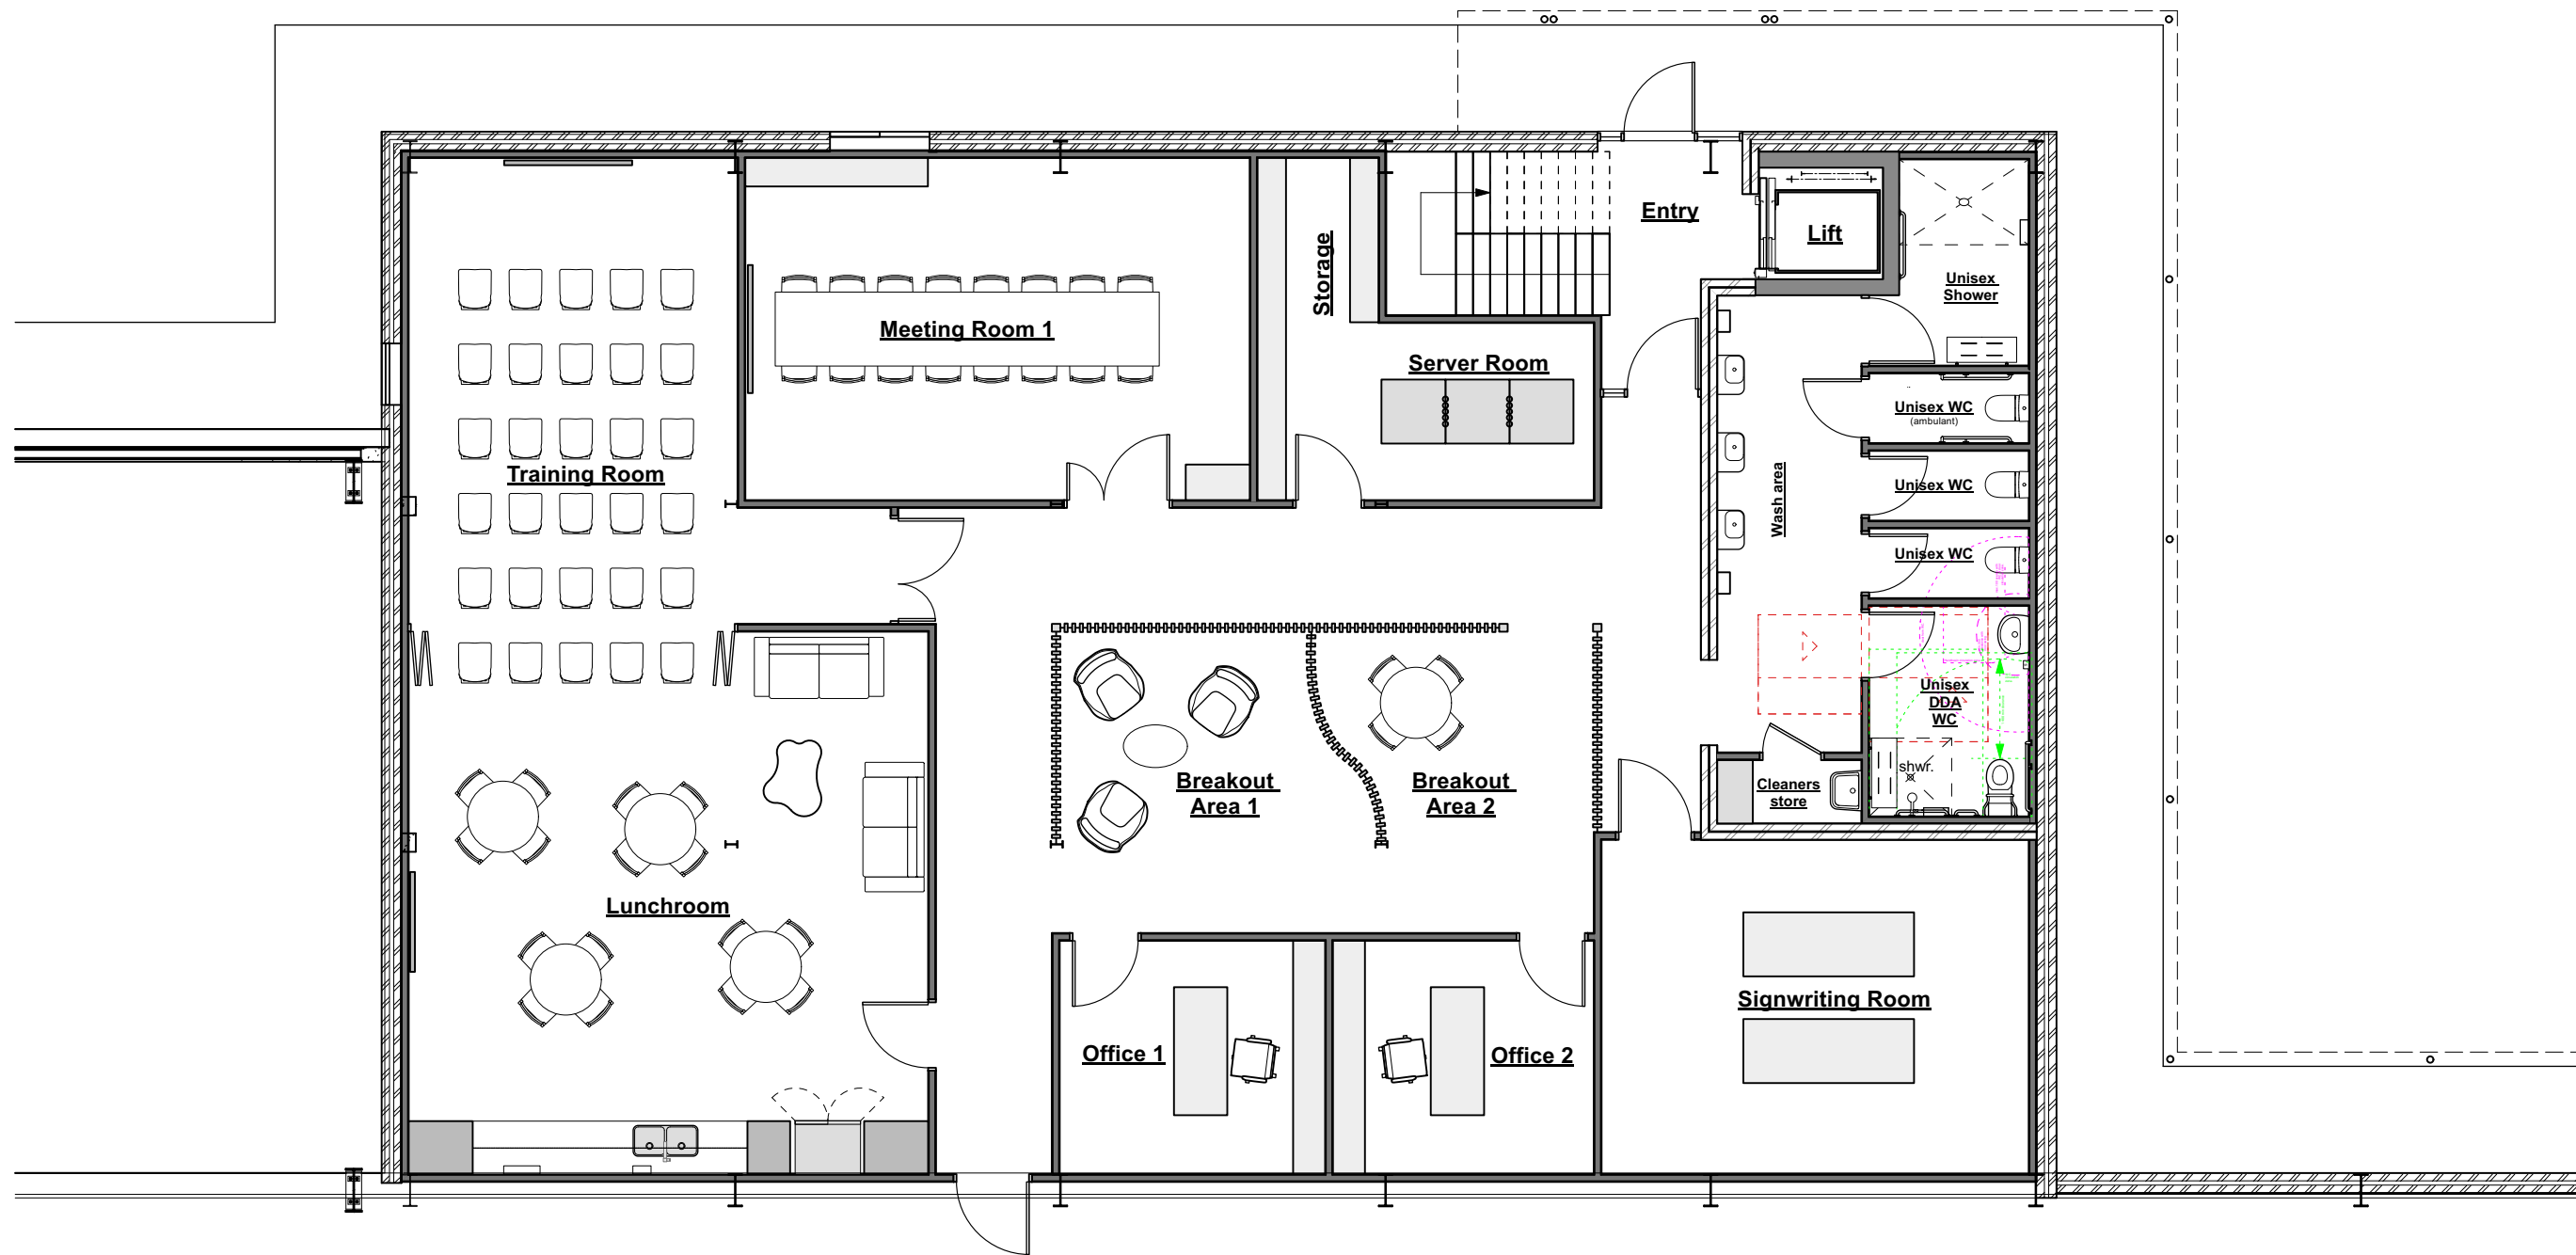 Entry
Lift
Storage
Unisex
Shower
Meeting Room 1
Server Room
Unisex WC
(ambulant)
Training Room
Unisex WC
Wash area
Unisex WC
Unisex
DDA
WC
shwr.
Breakout
Area 1
Breakout
Area 2
Cleaners
store
Lunchroom
Signwriting Room
Office 1
Office 2